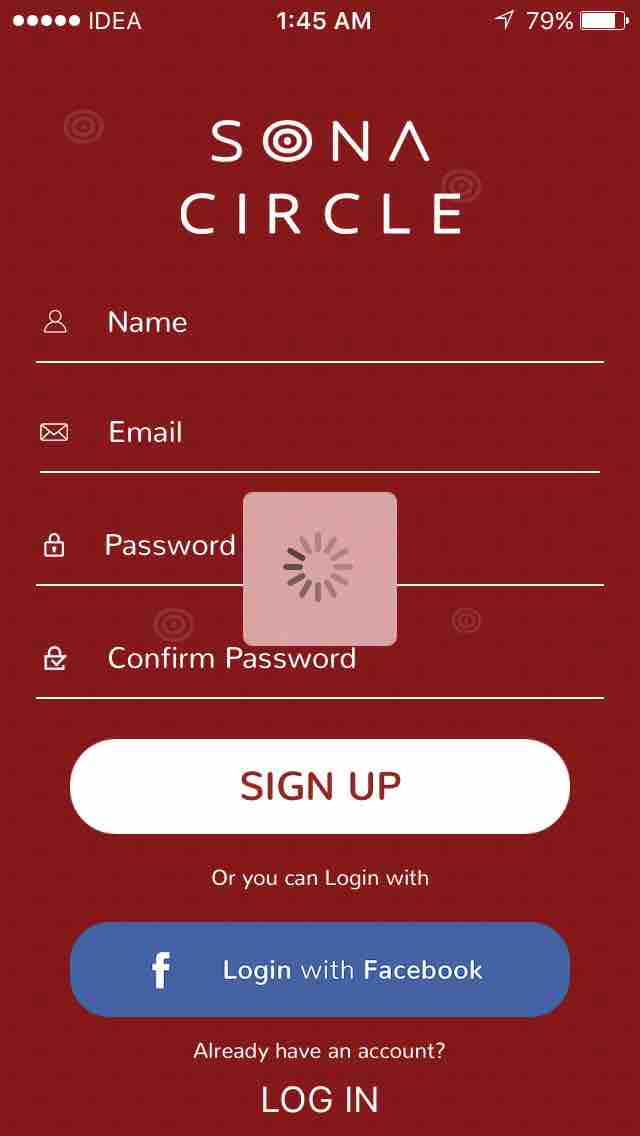 IDEA 1:45 AM 79%
SONA
CIRCLE
Name
Email
Password
Confirm Password
SIGN UP
Or you can Login with
f Login with Facebook
Already have an account?
LOG IN